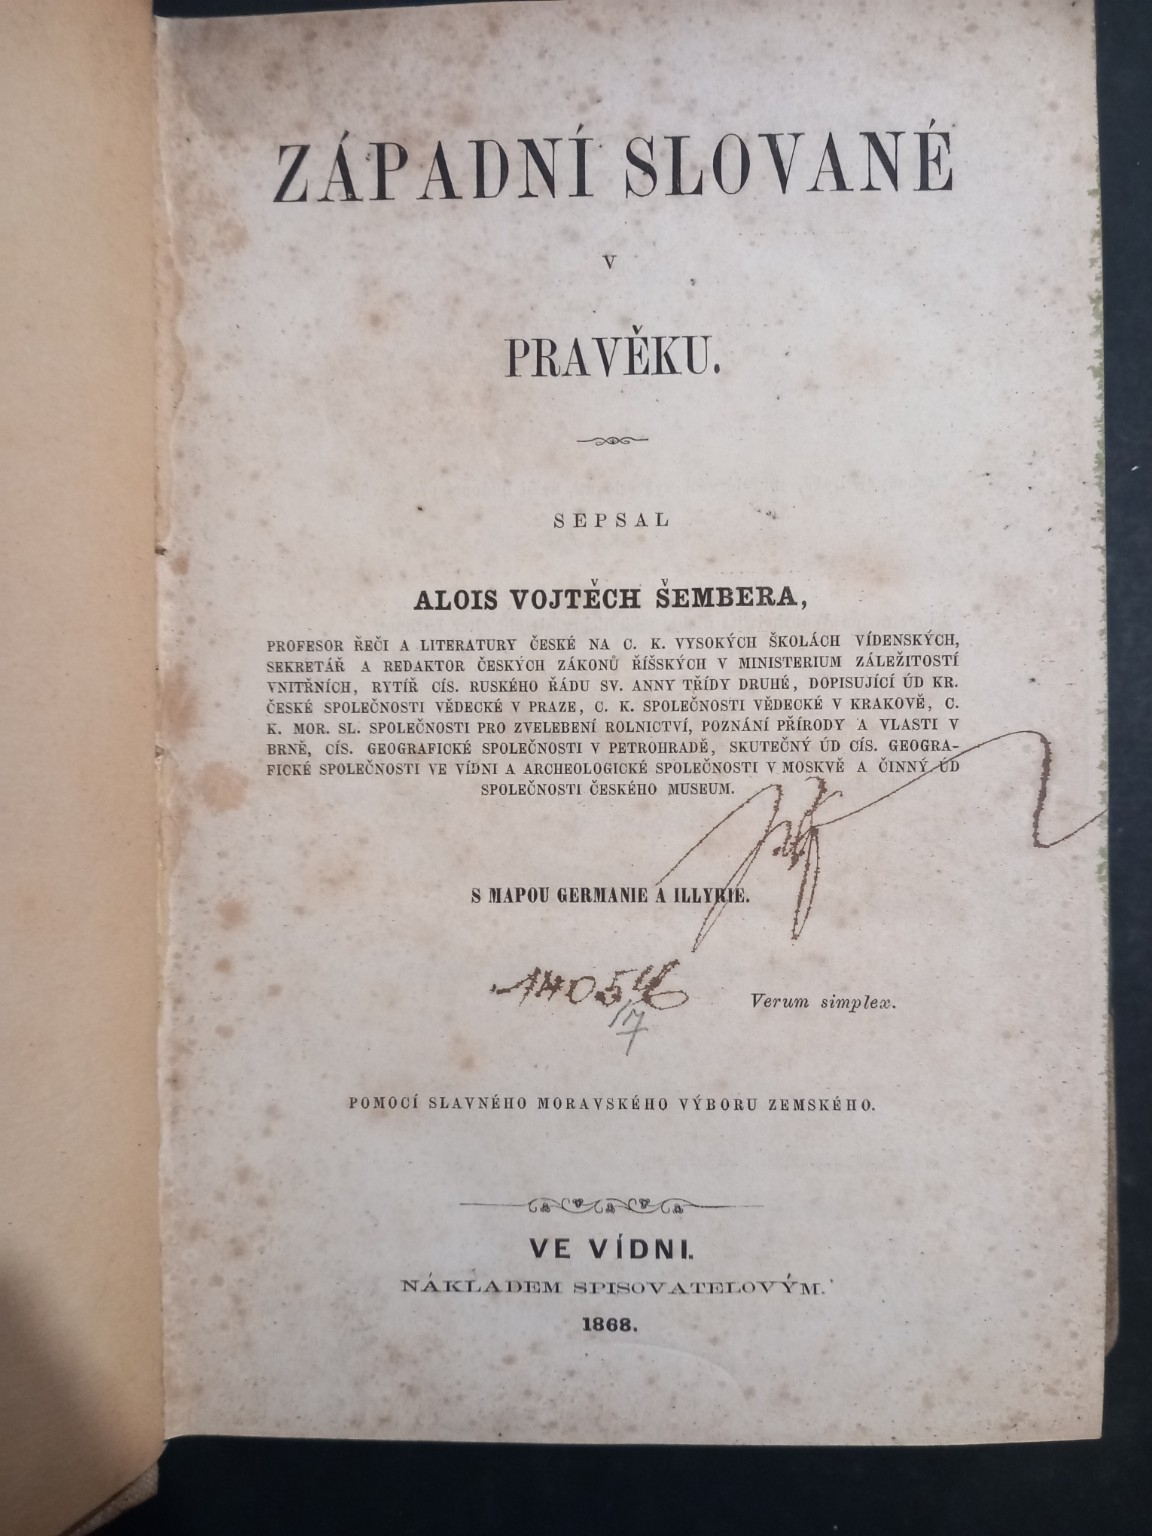 ZÁPADNÍ SLOVANÉ
V
PRAVĚKU.
SEPSAL
ALOIS VOJTĚCH ŠEMBERA,
PROFESOR ŘEČI A LITERATURY ČESKÉ NA C. K. VYSOKÝCH ŠKOLÁCH VÍDENSKÝCH,
SEKRETÁŘ A REDAKTOR ČESKÝCH ZÁKONŮ ŘÍŠSKÝCH V MINISTERIUM ZÁLEŽITOSTÍ
VNITŘNÍCH, RYTÍŘ CÍS. RUSKÉHO ŘÁDU SV. ANNY TŘÍDY DRUHÉ, DOPISUJÍCÍ ÚD KR.
ČESKÉ SPOLEČNOSTI VĚDECKÉ V PRAZE, C. K. SPOLEČNOSTI VĚDECKÉ V KRAKOVĚ, C.
K. MOR. SL. SPOLEČNOSTI PRO ZVELEBENÍ ROLNICTVÍ, POZNÁNÍ PŘÍRODY A VLASTI V
BRNĚ, CÍS. GEOGRAFICKÉ SPOLEČNOSTI V PETROHRADĚ, SKUTEČNÝ ÚD CÍS. GEOGRA-
FICKÉ SPOLEČNOSTI VE VÍDNI A ARCHEOLOGICKÉ SPOLEČNOSTI V MOSKVĚ A ČINNÝ ÚD
SPOLEČNOSTI ČESKÉHO MUSEUM.
S MAPOU GERMANIE A ILLYRIE.
Verum simplex.
POMOCÍ SLAVNÉHO MORAVSKÉHO VÝBORU ZEMSKÉHO.
VE VÍDNI.
NÁKLADEM SPISOVATELOVÝM.
1868.